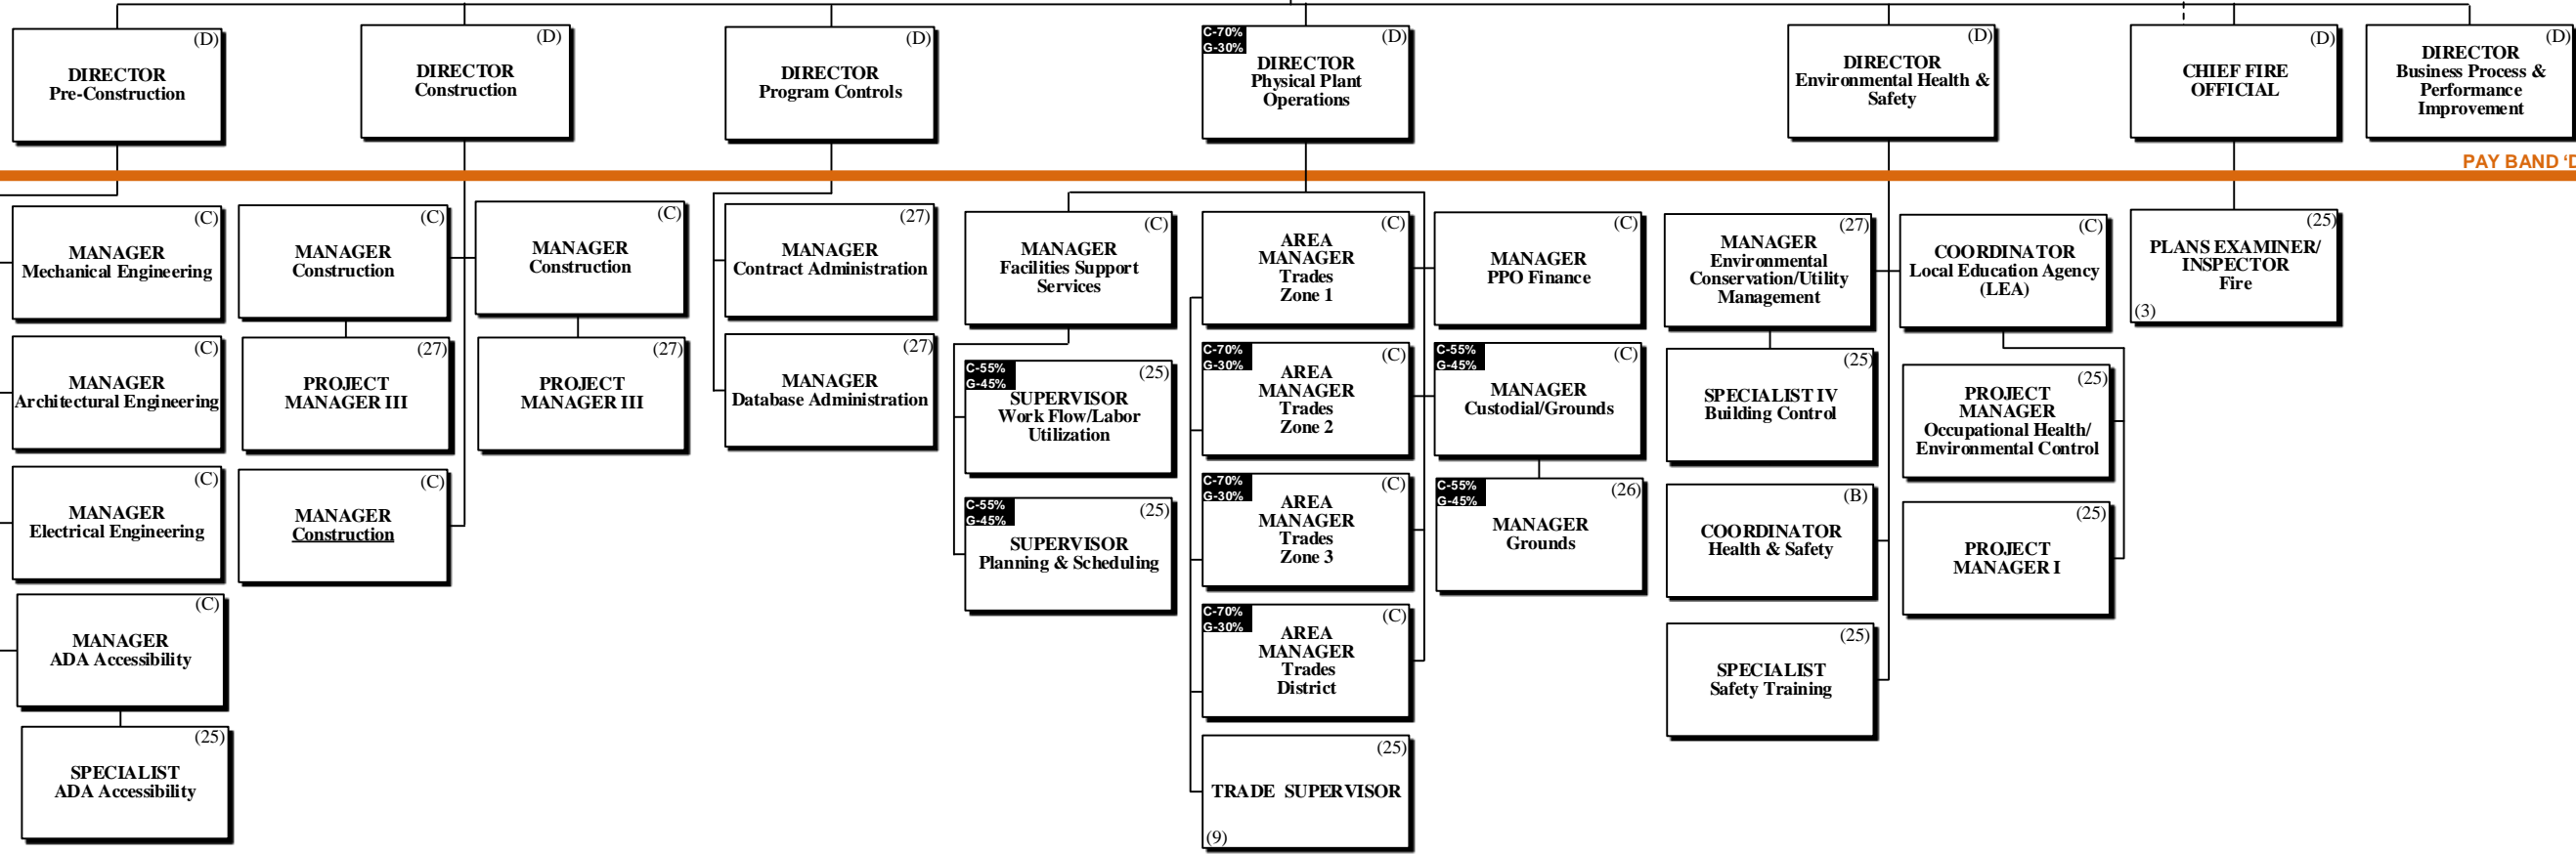 (D)
DIRECTOR
Pre-Construction
(D)
DIRECTOR
Construction
(D)
DIRECTOR
Program Controls
C-70%
G-30%
(D)
DIRECTOR
Physical Plant
Operations
(D)
DIRECTOR
Environmental Health &
Safety
(D)
CHIEF FIRE
OFFICIAL
(D)
DIRECTOR
Business Process &
Performance
Improvement
PAY BAND ‘D
(C)
MANAGER
Mechanical Engineering
(C)
MANAGER
Construction
(C)
MANAGER
Construction
(27)
MANAGER
Contract Administration
(C)
MANAGER
Facilities Support
Services
(C)
AREA
MANAGER
Trades
Zone 1
(C)
MANAGER
PPO Finance
(27)
MANAGER
Environmental
Conservation/Utility
Management
(C)
COORDINATOR
Local Education Agency
(LEA)
(25)
PLANS EXAMINER/
INSPECTOR
Fire
(3)
(C)
MANAGER
Architectural Engineering
(27)
PROJECT
MANAGER III
(27)
PROJECT
MANAGER III
(27)
MANAGER
Database Administration
C-55%
G-45%
(25)
SUPERVISOR
Work Flow/Labor
Utilization
C-70%
G-30%
(C)
AREA
MANAGER
Trades
Zone 2
C-55%
G-45%
(C)
MANAGER
Custodial/Grounds
(25)
SPECIALIST IV
Building Control
(25)
PROJECT
MANAGER
Occupational Health/
Environmental Control
(C)
MANAGER
Electrical Engineering
(C)
MANAGER
Construction
C-55%
G-45%
(25)
SUPERVISOR
Planning & Scheduling
C-70%
G-30%
(C)
AREA
MANAGER
Trades
Zone 3
C-55%
G-45%
(26)
MANAGER
Grounds
(B)
COORDINATOR
Health & Safety
(25)
PROJECT
MANAGER I
(C)
MANAGER
ADA Accessibility
C-70%
G-30%
(C)
AREA
MANAGER
Trades
District
(25)
SPECIALIST
Safety Training
(25)
SPECIALIST
ADA Accessibility
(25)
TRADE SUPERVISOR
(9)